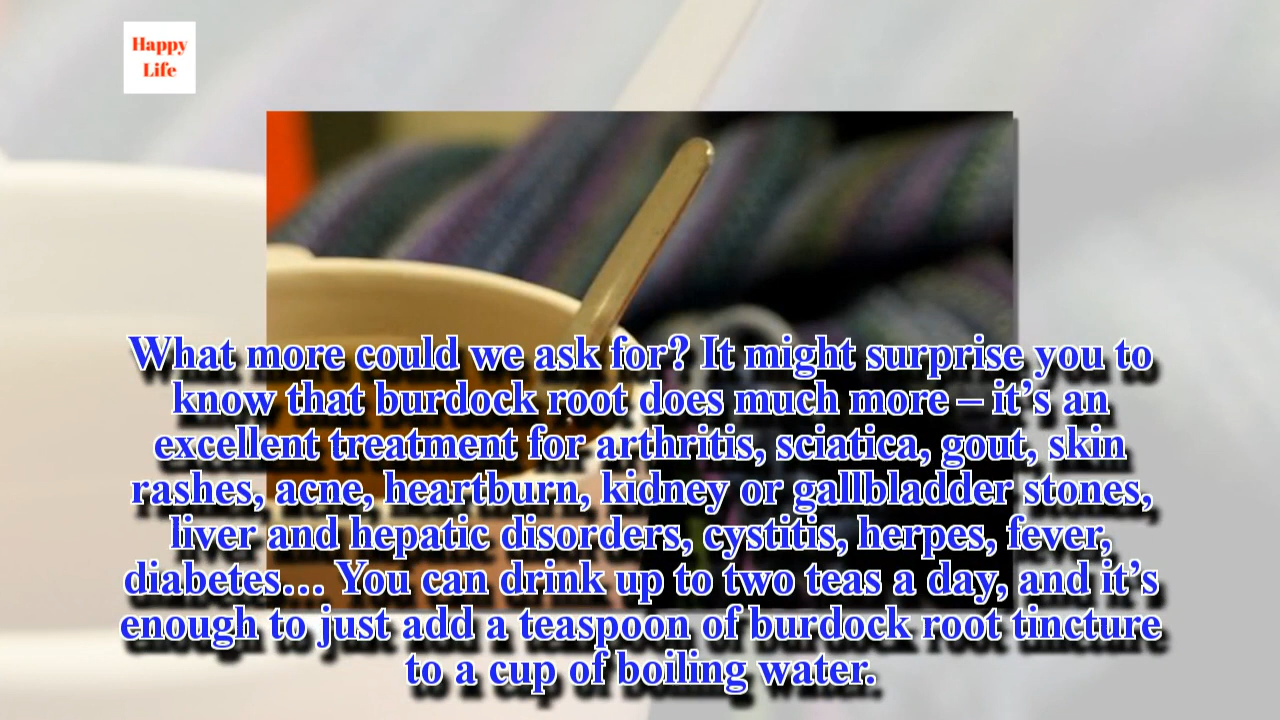 Happy
Life
What more could we ask for? It might surprise you to
know that burdock root does much more – it’s an
excellent treatment for arthritis, sciatica, gout, skin
rashes, acne, heartburn, kidney or gallbladder stones,
liver and hepatic disorders, cystitis, herpes, fever,
diabetes… You can drink up to two teas a day, and it’s
enough to just add a teaspoon of burdock root tincture
to a cup of boiling water.